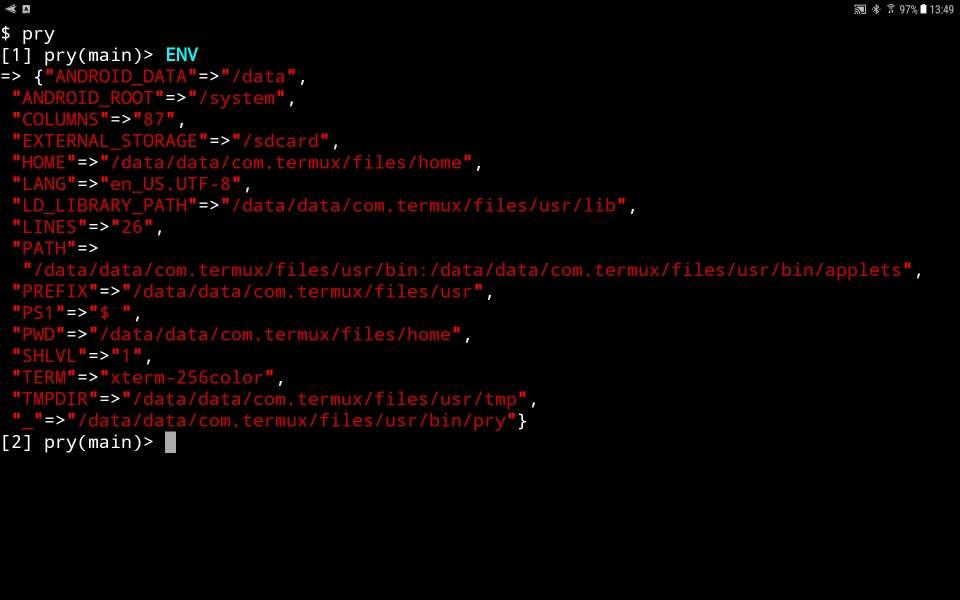 97% 13:49
$ pry
[1] pry(main)> ENV
=> {"ANDROID_DATA"=>"/data",
 "ANDROID_ROOT"=>"/system",
 "COLUMNS"=>"87",
 "EXTERNAL_STORAGE"=>"/sdcard",
 "HOME"=>"/data/data/com.termux/files/home",
 "LANG"=>"en_US.UTF-8",
 "LD_LIBRARY_PATH"=>"/data/data/com.termux/files/usr/lib",
 "LINES"=>"26",
 "PATH"=>
  "/data/data/com.termux/files/usr/bin:/data/data/com.termux/files/usr/bin/applets",
 "PREFIX"=>"/data/data/com.termux/files/usr",
 "PS1"=>"$ ",
 "PWD"=>"/data/data/com.termux/files/home",
 "SHLVL"=>"1",
 "TERM"=>"xterm-256color",
 "TMPDIR"=>"/data/data/com.termux/files/usr/tmp",
 "_"=>"/data/data/com.termux/files/usr/bin/pry"}
[2] pry(main)>